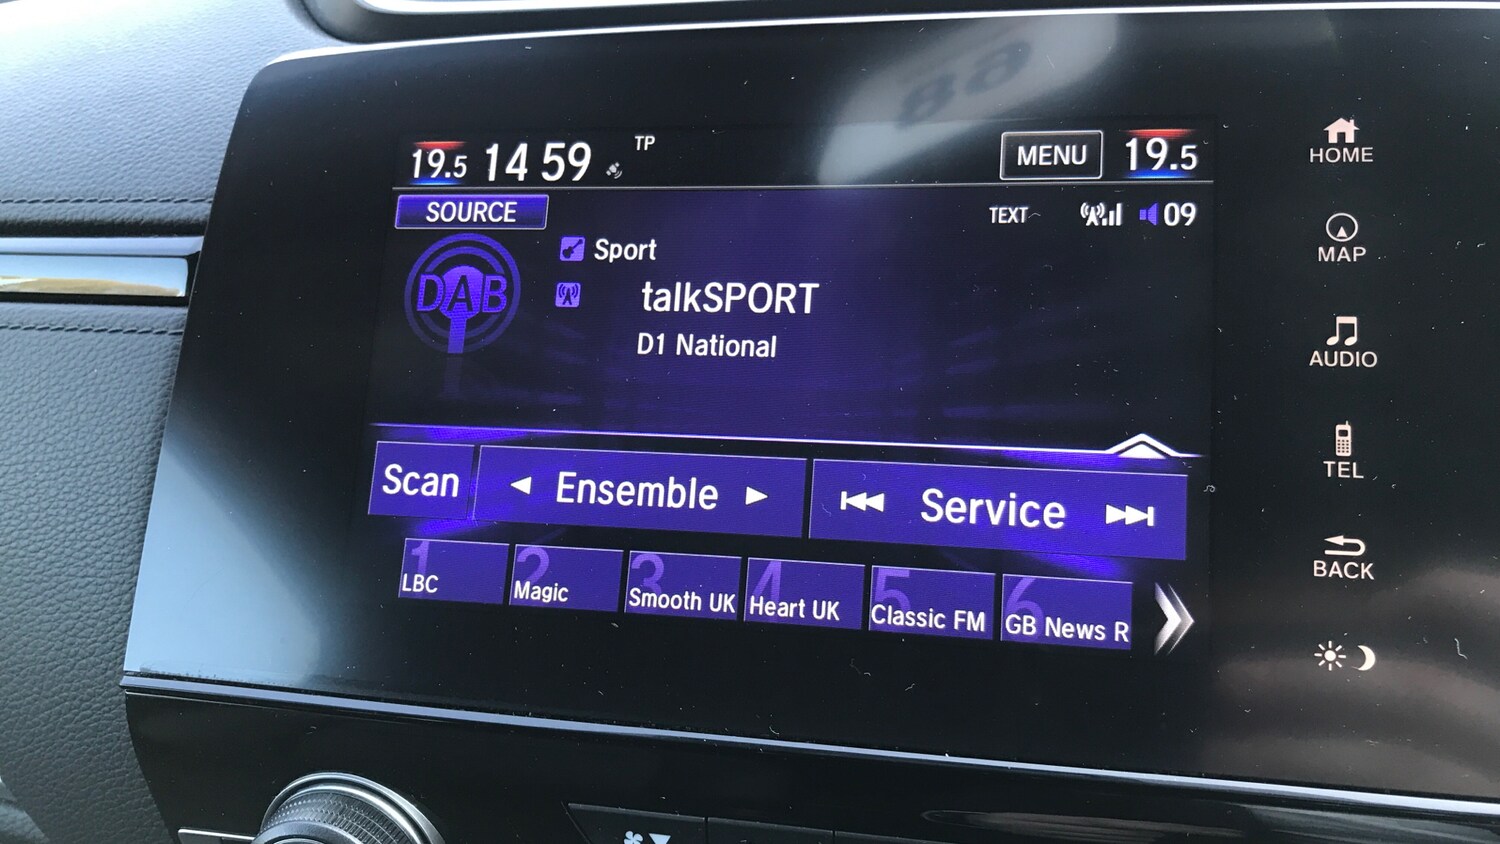 19.5 14 59 TP MENU 19.5
SOURCE TEXT 09
DAB
Sport
talkSPORT
D1 National
Scan Ensemble Service
1 LBC
2 Magic
3 Smooth UK
4 Heart UK
5 Classic FM
6 GB News R
HOME
MAP
AUDIO
TEL
BACK
88